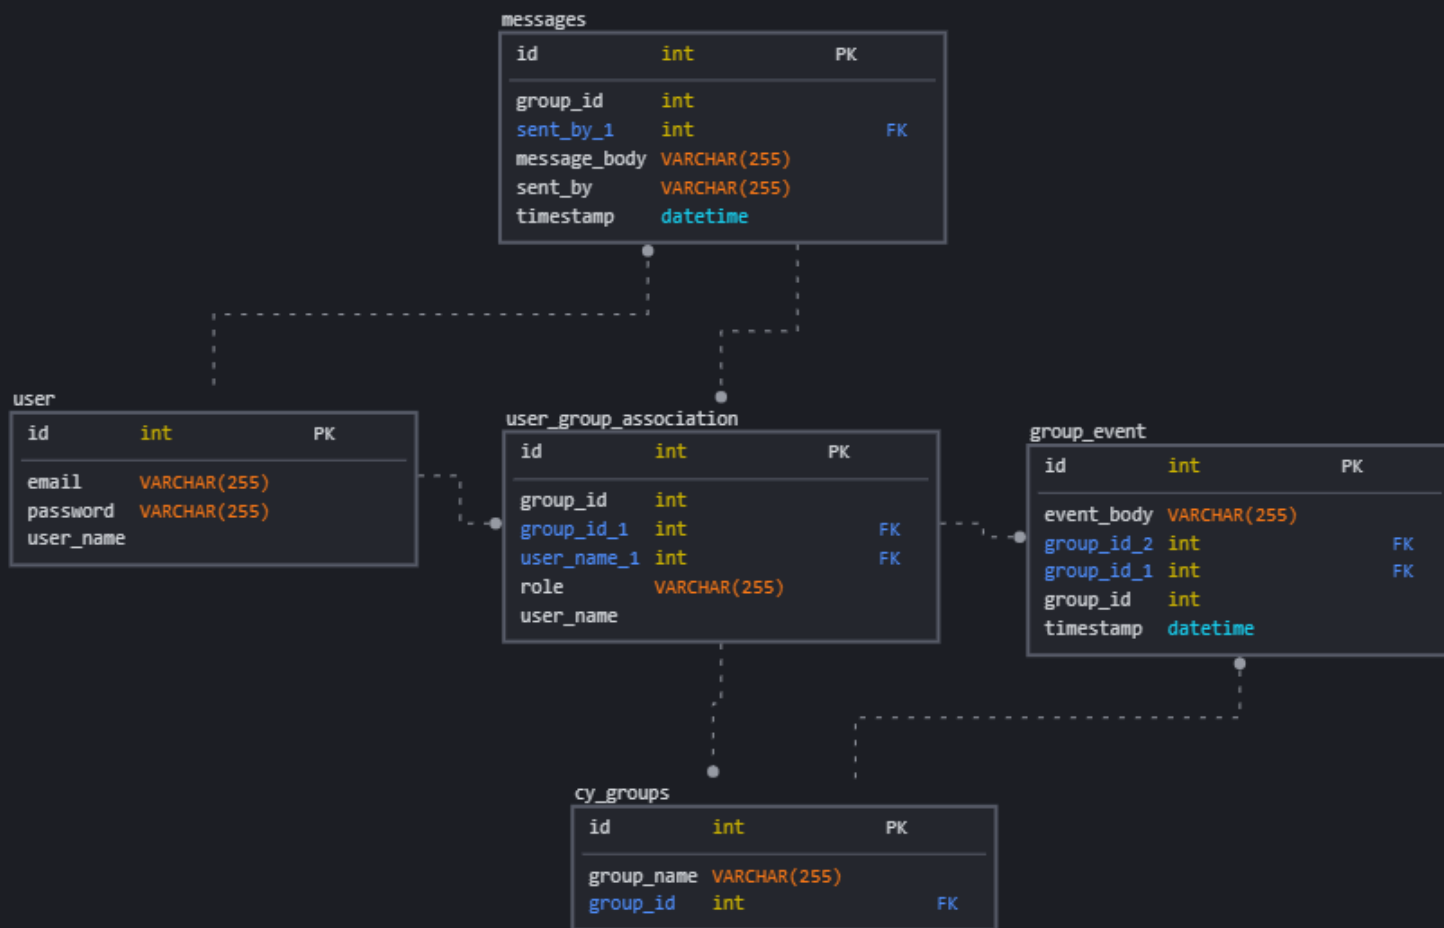 messages
id int PK
group_id int
sent_by_1 int FK
message_body VARCHAR(255)
sent_by VARCHAR(255)
timestamp datetime
user
id int PK
email VARCHAR(255)
password VARCHAR(255)
user_name
user_group_association
id int PK
group_id int
group_id_1 int FK
user_name_1 int FK
role VARCHAR(255)
user_name
group_event
id int PK
event_body VARCHAR(255)
group_id_2 int FK
group_id_1 int FK
group_id int
timestamp datetime
cy_groups
id int PK
group_name VARCHAR(255)
group_id int FK